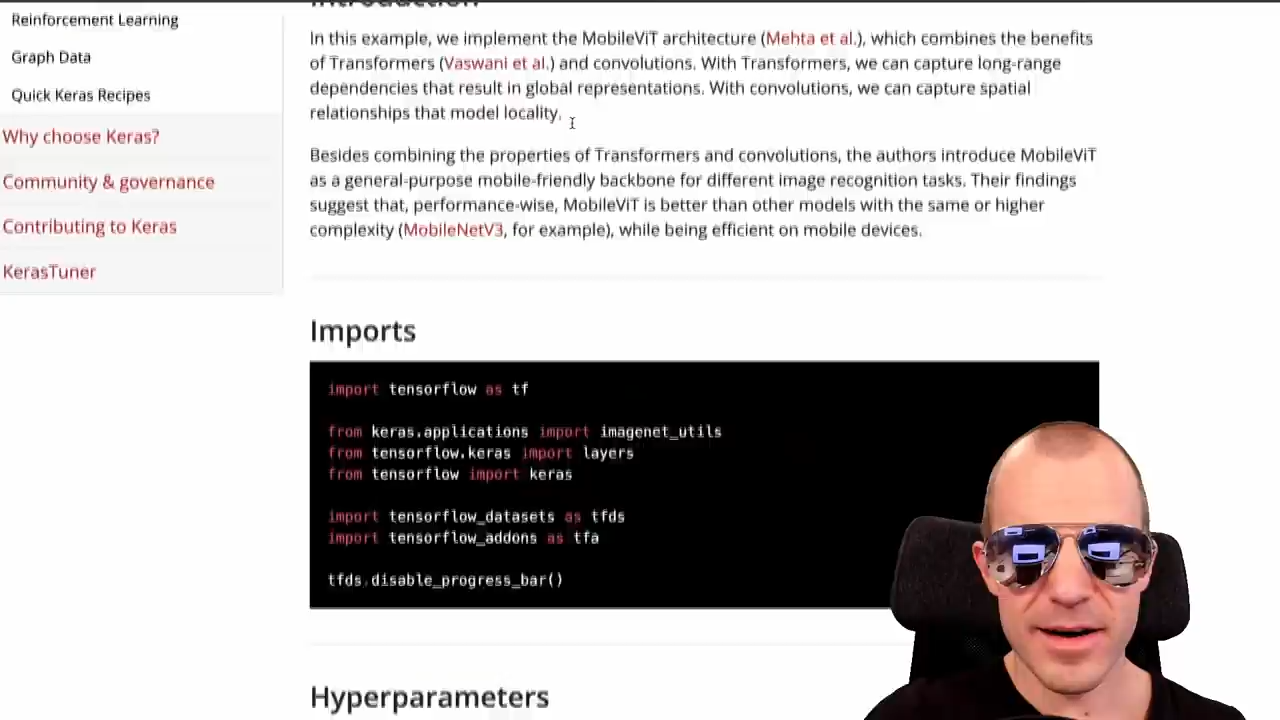 Reinforcement Learning
Graph Data
Quick Keras Recipes
Why choose Keras?
Community & governance
Contributing to Keras
KerasTuner
Introduction
In this example, we implement the MobileViT architecture (Mehta et al.), which combines the benefits
of Transformers (Vaswani et al.) and convolutions. With Transformers, we can capture long-range
dependencies that result in global representations. With convolutions, we can capture spatial
relationships that model locality.
Besides combining the properties of Transformers and convolutions, the authors introduce MobileViT
as a general-purpose mobile-friendly backbone for different image recognition tasks. Their findings
suggest that, performance-wise, MobileViT is better than other models with the same or higher
complexity (MobileNetV3, for example), while being efficient on mobile devices.
Imports
import tensorflow as tf
from keras.applications import imagenet_utils
from tensorflow.keras import layers
from tensorflow import keras
import tensorflow_datasets as tfds
import tensorflow_addons as tfa
tfds.disable_progress_bar()
Hyperparameters